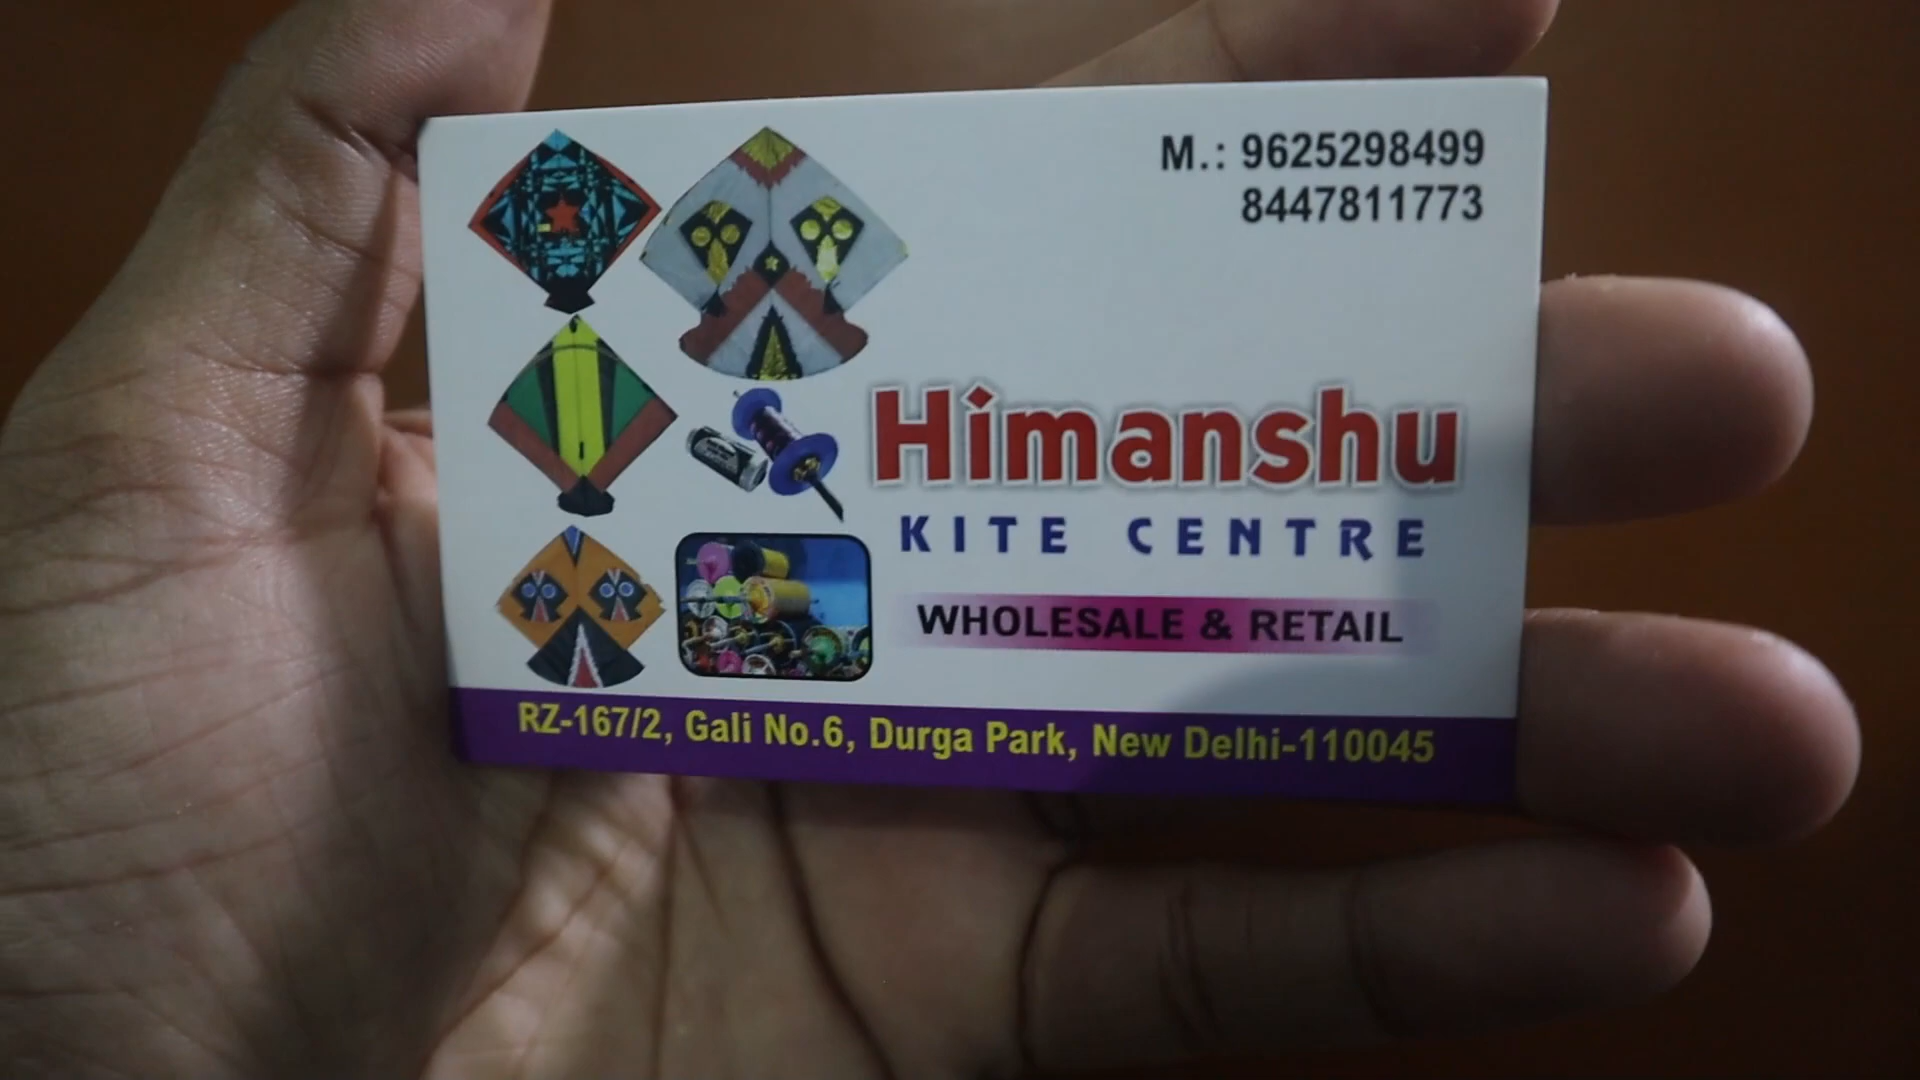 M.: 9625298499
8447811773
Himanshu
KITE CENTRE
WHOLESALE & RETAIL
RZ-167/2, Gali No.6, Durga Park, New Delhi-110045